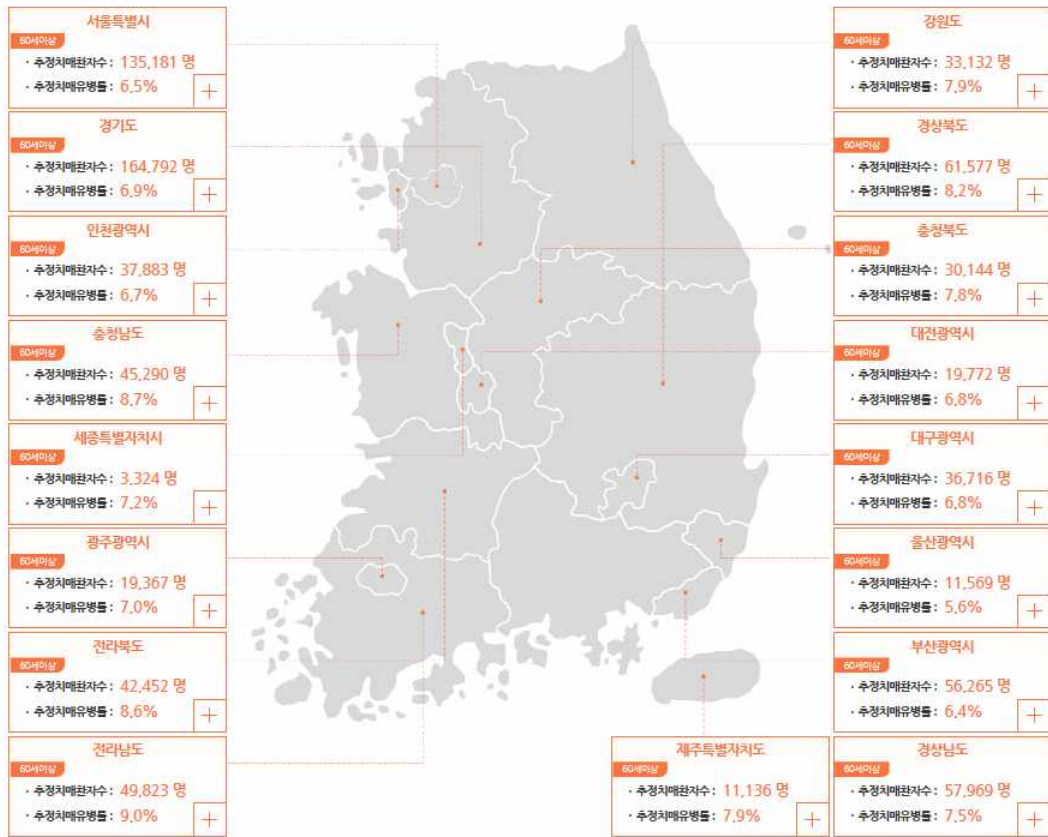 서울특별시
60세이상
· 추정치매환자수 : 135,181 명
· 추정치매유병률 : 6.5%
+
경기도
60세이상
· 추정치매환자수 : 164,792 명
· 추정치매유병률 : 6.9%
+
인천광역시
60세이상
· 추정치매환자수 : 37,883 명
· 추정치매유병률 : 6.7%
+
충청남도
60세이상
· 추정치매환자수 : 45,290 명
· 추정치매유병률 : 8.7%
+
세종특별자치시
60세이상
· 추정치매환자수 : 3,324 명
· 추정치매유병률 : 7.2%
+
광주광역시
60세이상
· 추정치매환자수 : 19,367 명
· 추정치매유병률 : 7.0%
+
전라북도
60세이상
· 추정치매환자수 : 42,452 명
· 추정치매유병률 : 8.6%
+
전라남도
60세이상
· 추정치매환자수 : 49,823 명
· 추정치매유병률 : 9.0%
+
강원도
60세이상
· 추정치매환자수 : 33,132 명
· 추정치매유병률 : 7.9%
+
경상북도
60세이상
· 추정치매환자수 : 61,577 명
· 추정치매유병률 : 8.2%
+
충청북도
60세이상
· 추정치매환자수 : 30,144 명
· 추정치매유병률 : 7.8%
+
대전광역시
60세이상
· 추정치매환자수 : 19,772 명
· 추정치매유병률 : 6.8%
+
대구광역시
60세이상
· 추정치매환자수 : 36,716 명
· 추정치매유병률 : 6.8%
+
울산광역시
60세이상
· 추정치매환자수 : 11,569 명
· 추정치매유병률 : 5.6%
+
부산광역시
60세이상
· 추정치매환자수 : 56,265 명
· 추정치매유병률 : 6.4%
+
제주특별자치도
60세이상
· 추정치매환자수 : 11,136 명
· 추정치매유병률 : 7.9%
+
경상남도
60세이상
· 추정치매환자수 : 57,969 명
· 추정치매유병률 : 7.5%
+